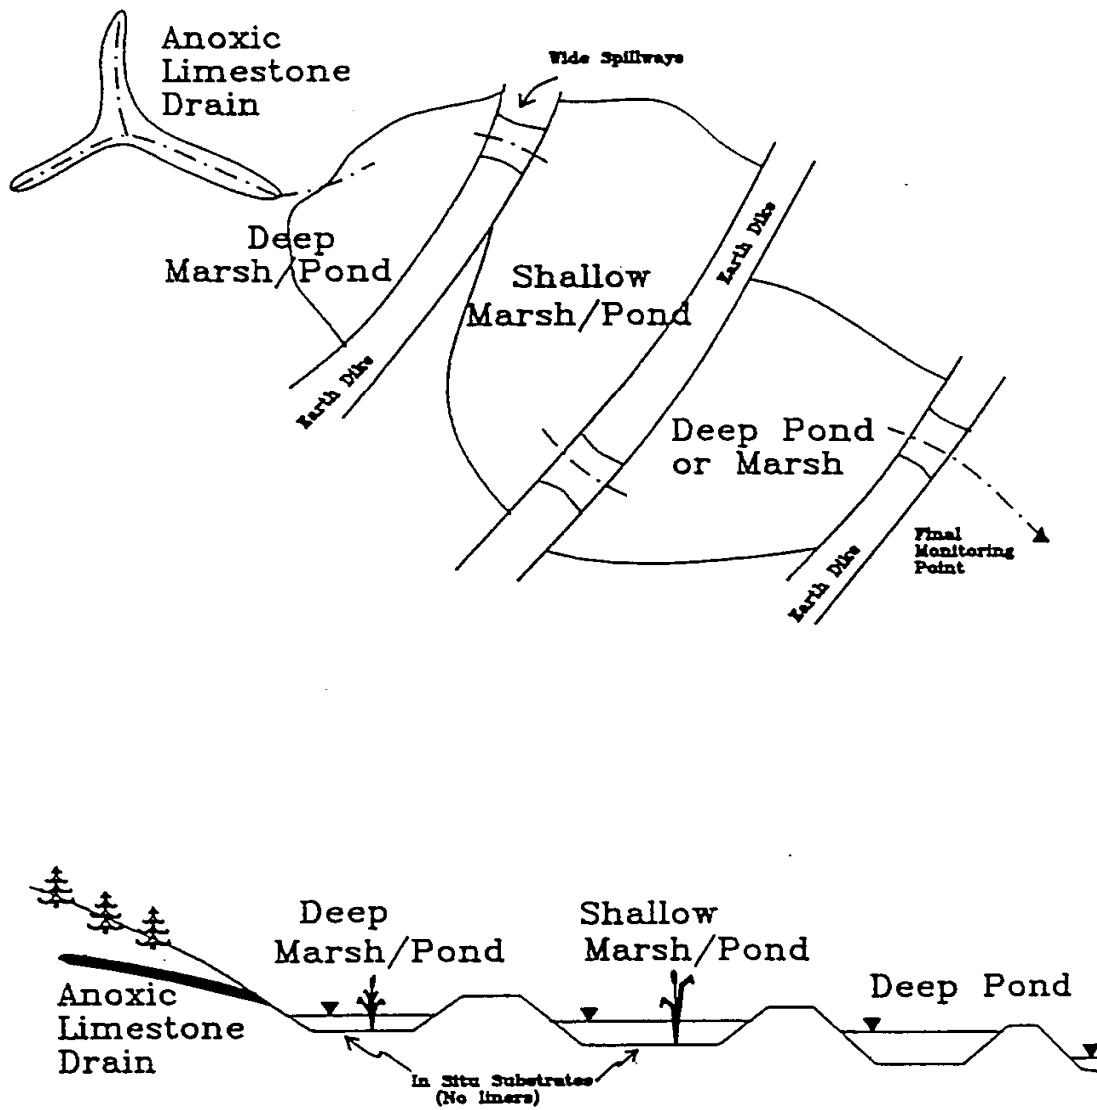 Anoxic
Limestone
Drain
Wide Spillways
Deep
Marsh/Pond
Earth Dike
Shallow
Marsh/Pond
Earth Dike
Deep Pond
or Marsh
Earth Dike
Final
Monitoring
Point
Deep
Marsh/Pond
Shallow
Marsh/Pond
Deep Pond
Anoxic
Limestone
Drain
In Situ Substrates
(No liners)